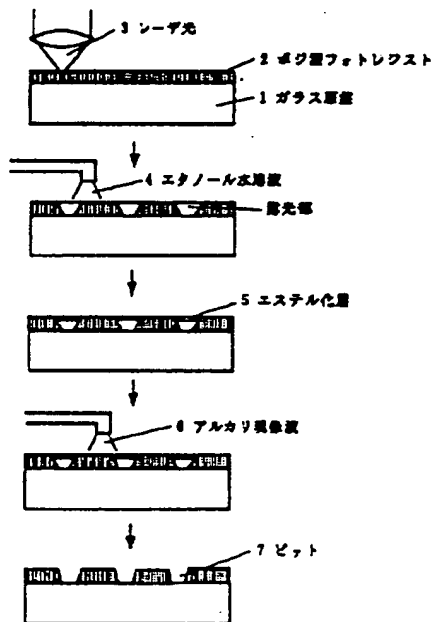 3 レーザ光
2 ポジ型フォトレジスト
1 ガラス原盤
4 エタノール水溶液
露光部
5 エステル化層
6 アルカリ現像液
7 ピット